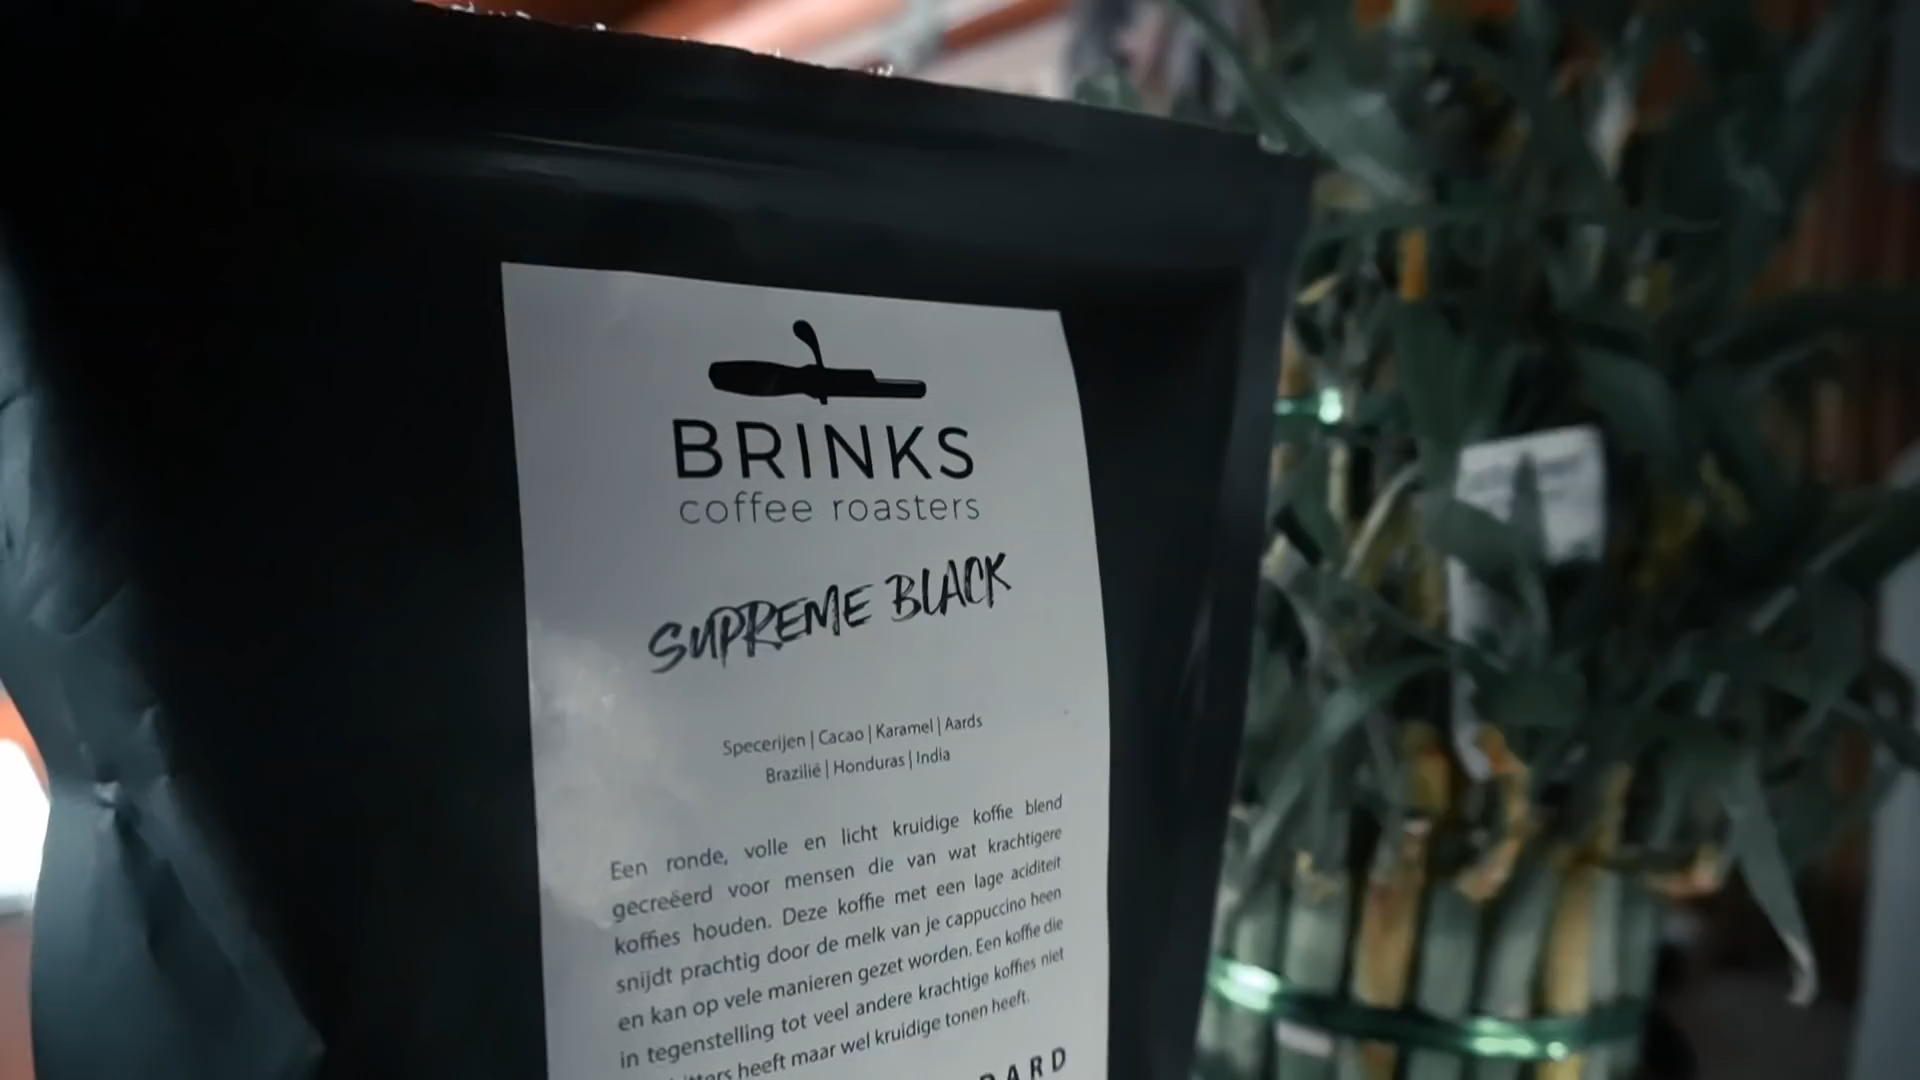 BRINKS
coffee roasters
SUPREME BLACK
Specerijen | Cacao | Karamel | Aards
Brazilië | Honduras | India
Een ronde, volle en licht kruidige koffie blend
gecreëerd voor mensen die van wat krachtigere
koffies houden. Deze koffie met een lage aciditeit
snijdt prachtig door de melk van je cappuccino heen
en kan op vele manieren gezet worden. Een koffie die
in tegenstelling tot veel andere krachtige koffies niet
heeft maar wel kruidige tonen heeft.